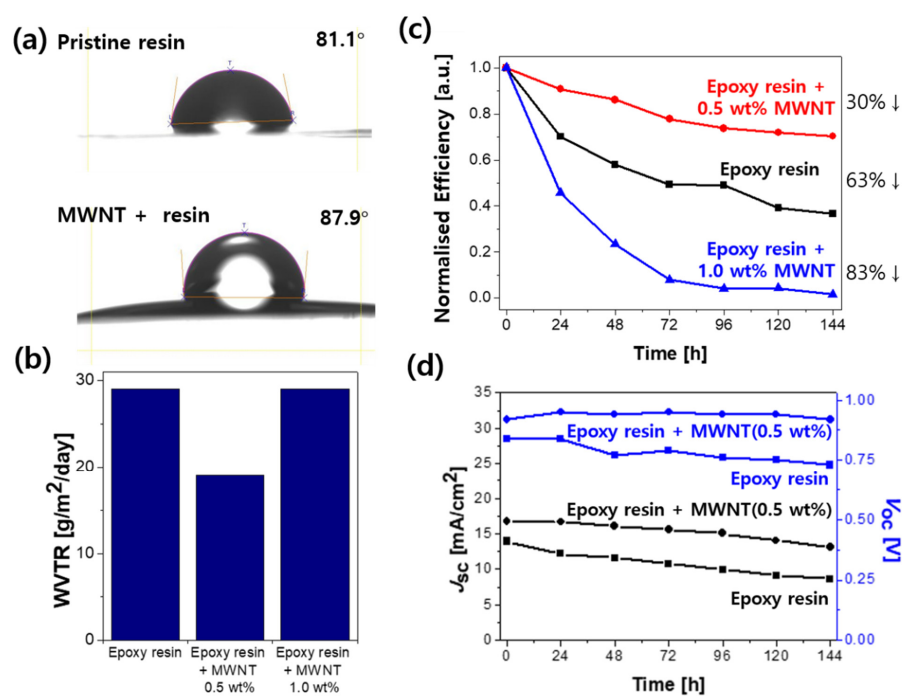 (a)
Pristine resin
81.1°
T
MWNT + resin
87.9°
T
(b)
WVTR [g/m²/day]
30
20
10
0
Epoxy resin
Epoxy resin
+ MWNT
0.5 wt%
Epoxy resin
+ MWNT
1.0 wt%
(c)
Normalised Efficiency [a.u.]
1.0
0.8
0.6
0.4
0.2
0.0
Epoxy resin +
0.5 wt% MWNT
30% ↓
Epoxy resin
63% ↓
Epoxy resin +
1.0 wt% MWNT
83% ↓
0 24 48 72 96 120 144
Time [h]
(d)
Jsc [mA/cm²]
35
30
25
20
15
10
5
0
Epoxy resin + MWNT(0.5 wt%)
Epoxy resin
Epoxy resin + MWNT(0.5 wt%)
Epoxy resin
1.00
0.75
0.50
0.25
0.00
Voc [V]
0 24 48 72 96 120 144
Time [h]